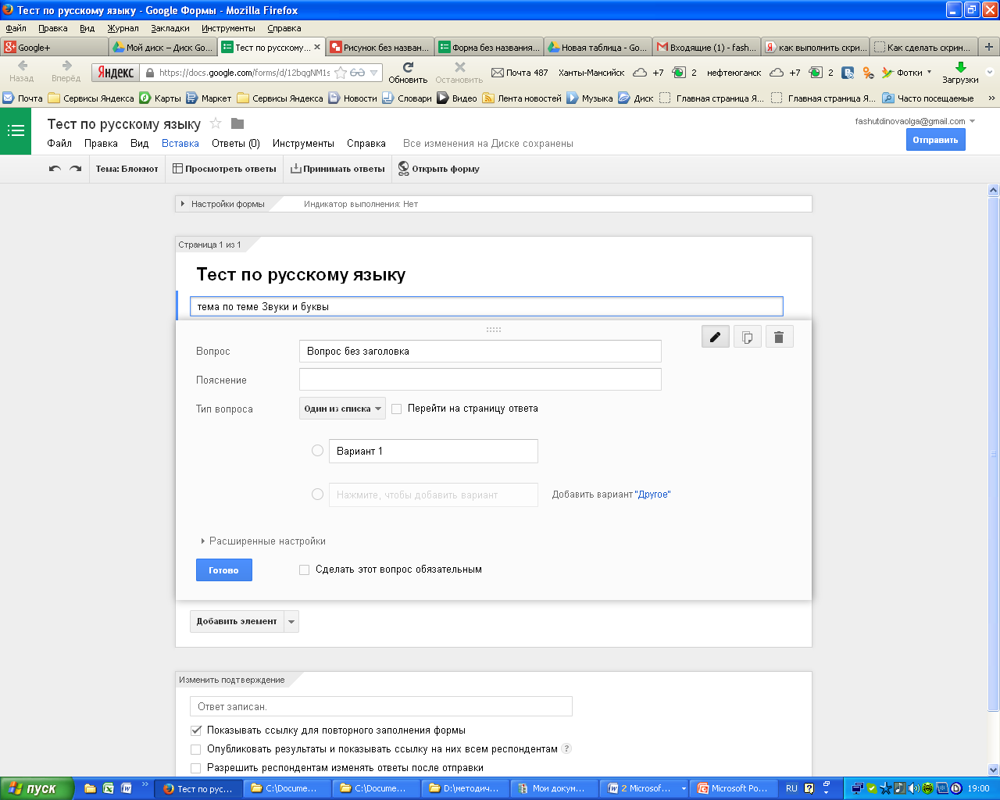 Тест по русскому языку - Google Формы - Mozilla Firefox
Файл Правка Вид Журнал Закладки Инструменты Справка
Google+ Мой диск – Диск Go... Тест по русскому... Рисунок без назван... Форма без названия... Новая таблица - Go... Входящие (1) - fash... как выполнить скри... Как сделать скрин...
Назад Вперёд Яндекс https://docs.google.com/forms/d/12bqgNM1s Обновить Остановить Почта 487 Ханты-Мансийск +7 2 нефтеюганск +7 2 Фотки Загрузки
Почта Сервисы Яндекса Карты Маркет Сервисы Яндекса Новости Словари Видео Лента новостей Музыка Диск Главная страница Я... Главная страница Я... Часто посещаемые
Тест по русскому языку
fashutdinovaolga@gmail.com
Файл Правка Вид Вставка Ответы (0) Инструменты Справка Все изменения на Диске сохранены
Отправить
Тема: Блокнот Просмотреть ответы Принимать ответы Открыть форму
Настройки формы Индикатор выполнения: Нет
Страница 1 из 1
Тест по русскому языку
тема по теме Звуки и буквы
Вопрос Вопрос без заголовка
Пояснение
Тип вопроса Один из списка Перейти на страницу ответа
Вариант 1
Нажмите, чтобы добавить вариант Добавить вариант "Другое"
Расширенные настройки
Готово Сделать этот вопрос обязательным
Добавить элемент
Изменить подтверждение
Ответ записан.
Показывать ссылку для повторного заполнения формы
Опубликовать результаты и показывать ссылку на них всем респондентам ?
Разрешить респондентам изменять ответы после отправки
пуск Тест по рус... C:\Docume... C:\Docume... D:\методич... Мои докум... 2 Microsof... Microsoft Po... RU 19:00